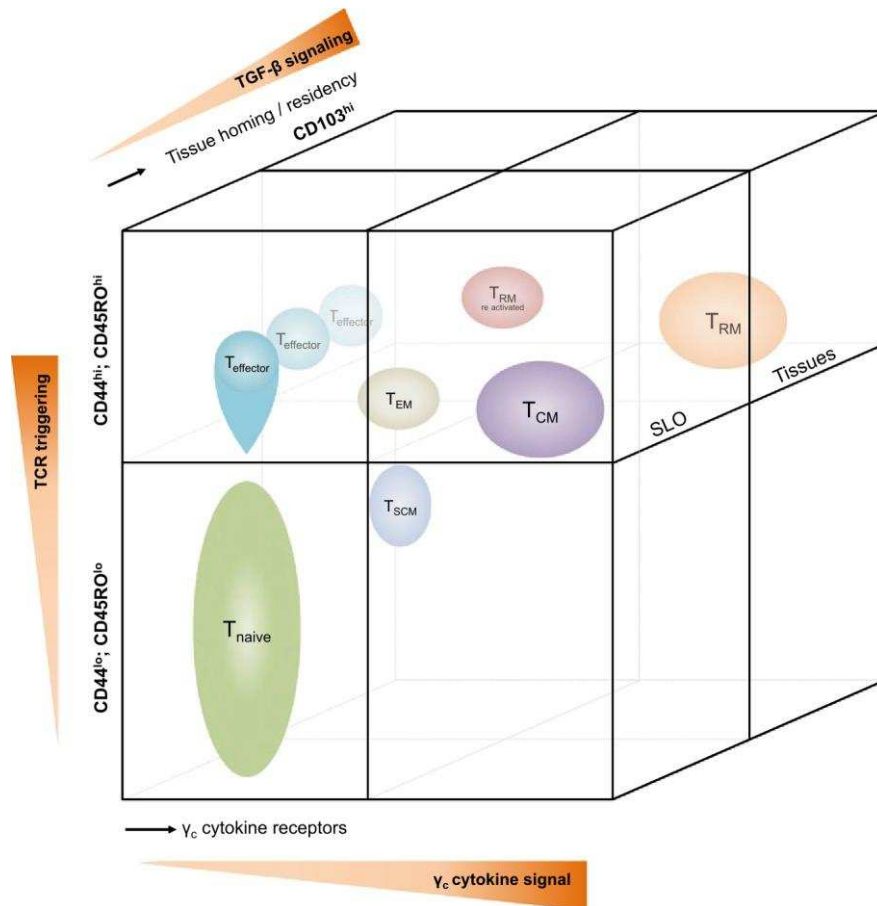 TGF-β signaling
Tissue homing / residency
CD103hi
CD44hi; CD45ROhi
TCR triggering
CD44lo; CD45ROlo
Teffector
Teffector
Teffector
TRM
re activated
TRM
TEM
TCM
Tissues
SLO
TSCM
Tnaive
γc cytokine receptors
γc cytokine signal